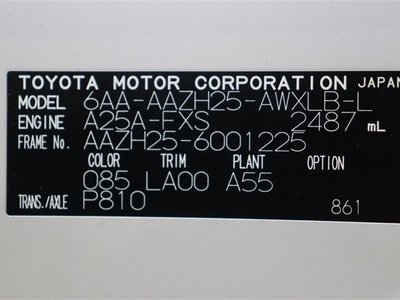 TOYOTA MOTOR CORPORATION JAPAN
MODEL 6AA-AAZH25-AWXLB-L
ENGINE A25A-FXS 2487 mL
FRAME No. AAZH25-6001225
COLOR TRIM PLANT OPTION
085 LA00 A55
TRANS./AXLE P810
861